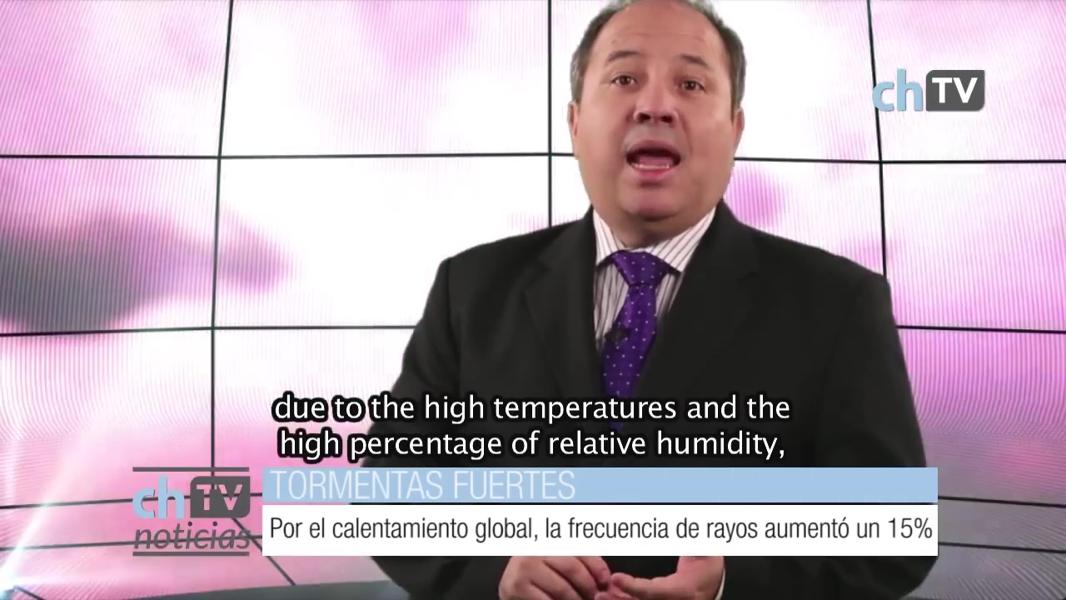 chTV
due to the high temperatures and the
high percentage of relative humidity,
chTV
noticias
TORMENTAS FUERTES
Por el calentamiento global, la frecuencia de rayos aumentó un 15%